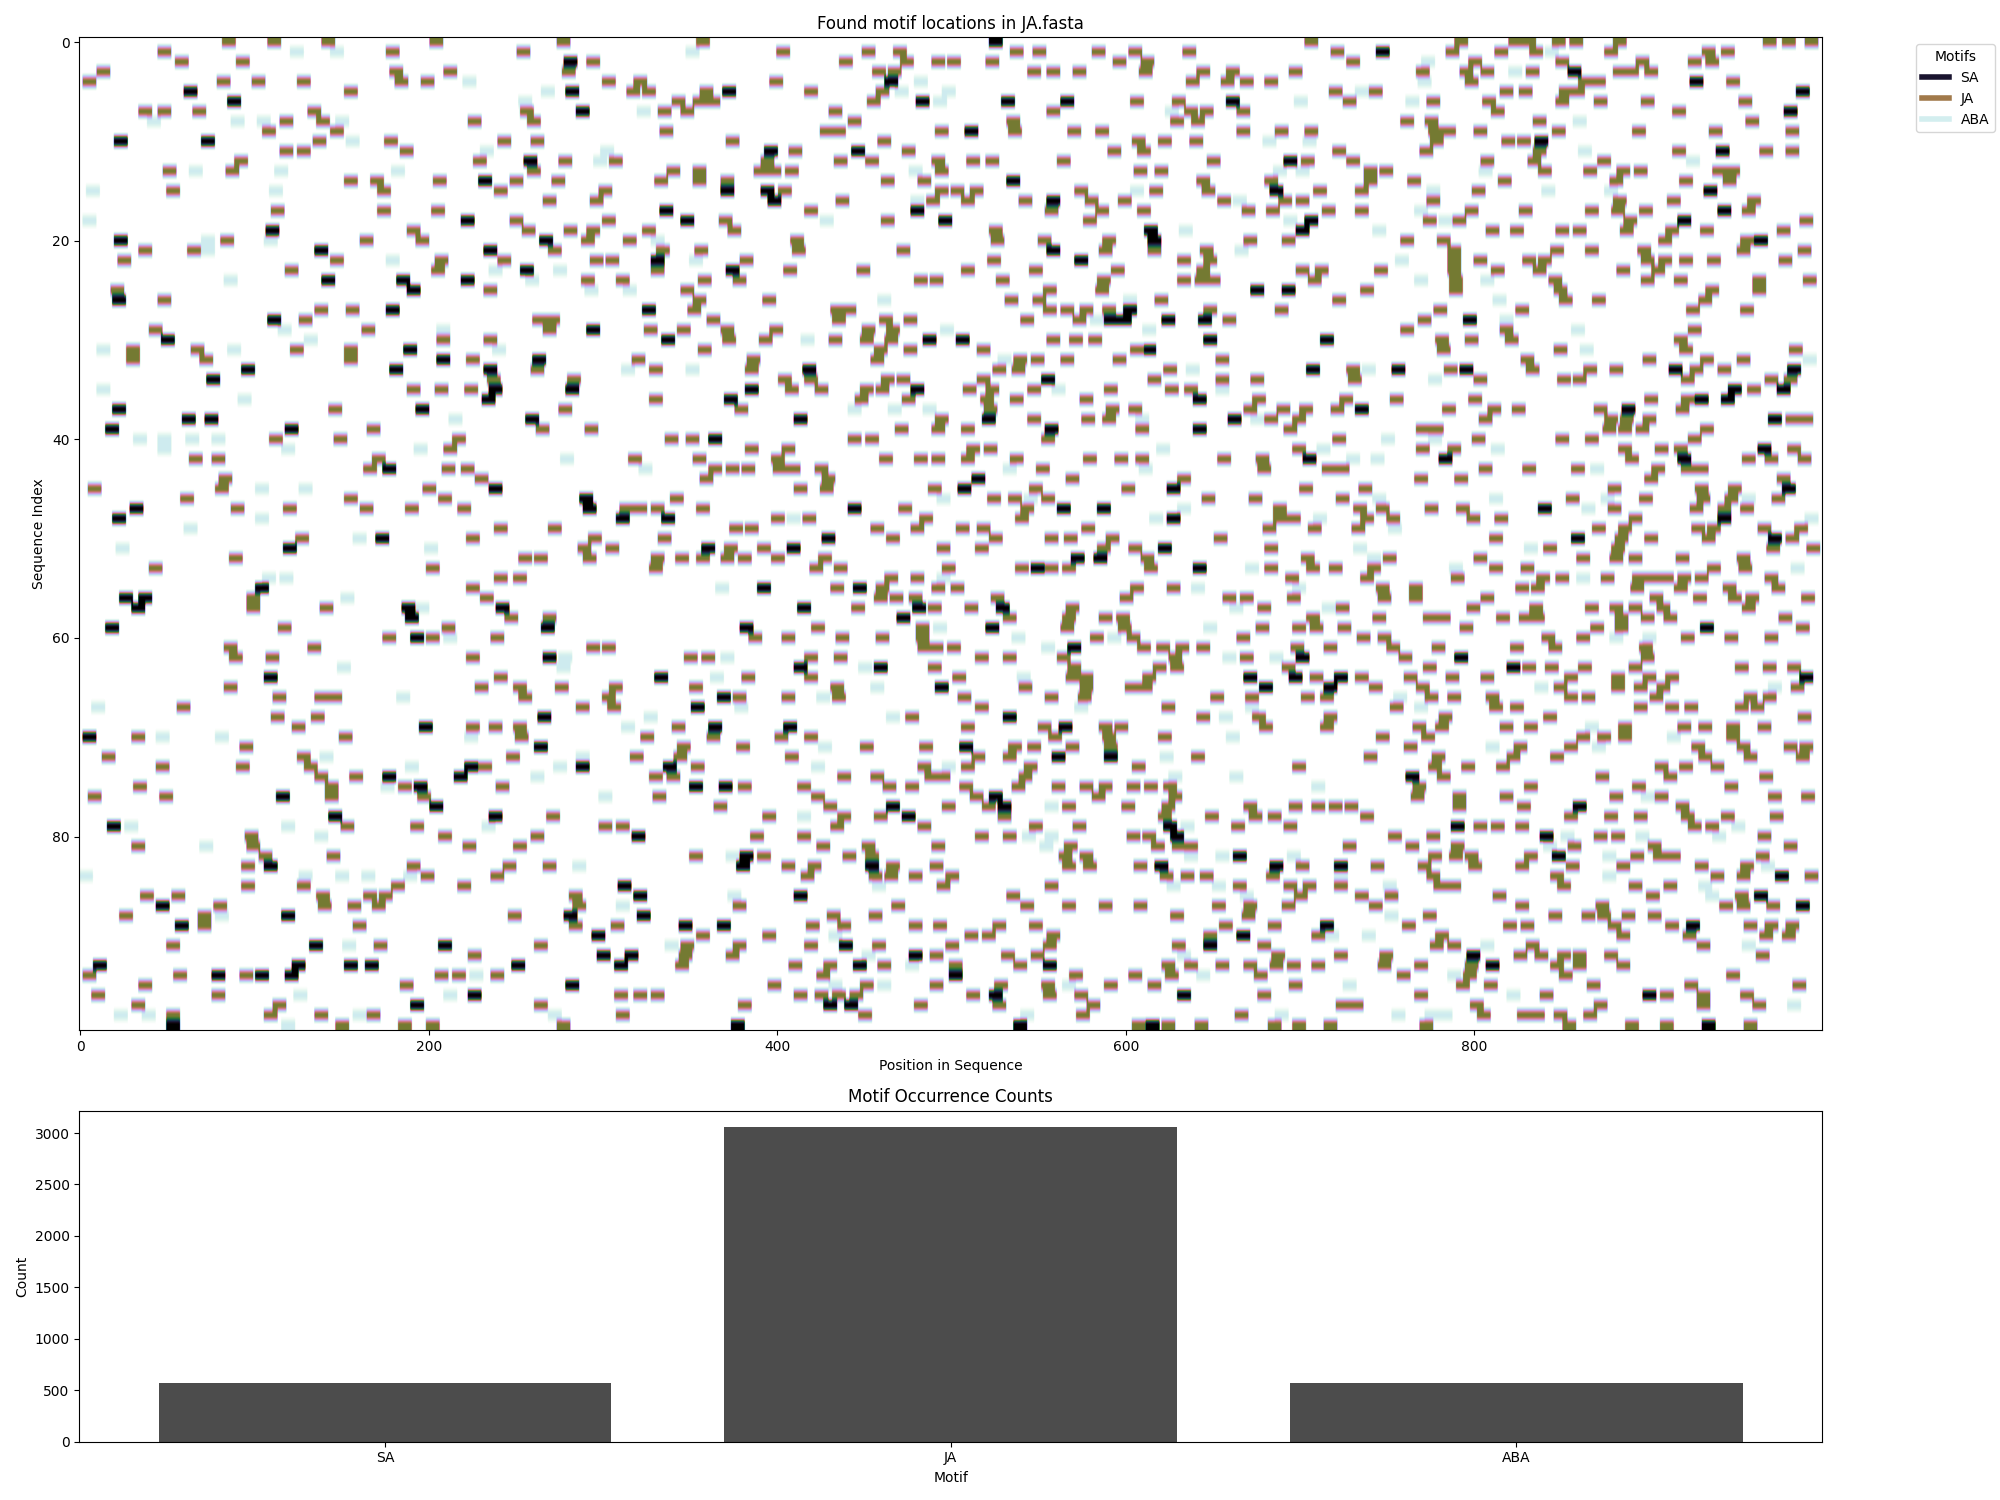 Found motif locations in JA.fasta
0
20
40
60
80
Sequence Index
0
200
400
600
800
Position in Sequence
Motifs
SA
JA
ABA
Motif Occurrence Counts
3000
2500
2000
1500
1000
500
0
Count
SA
JA
ABA
Motif